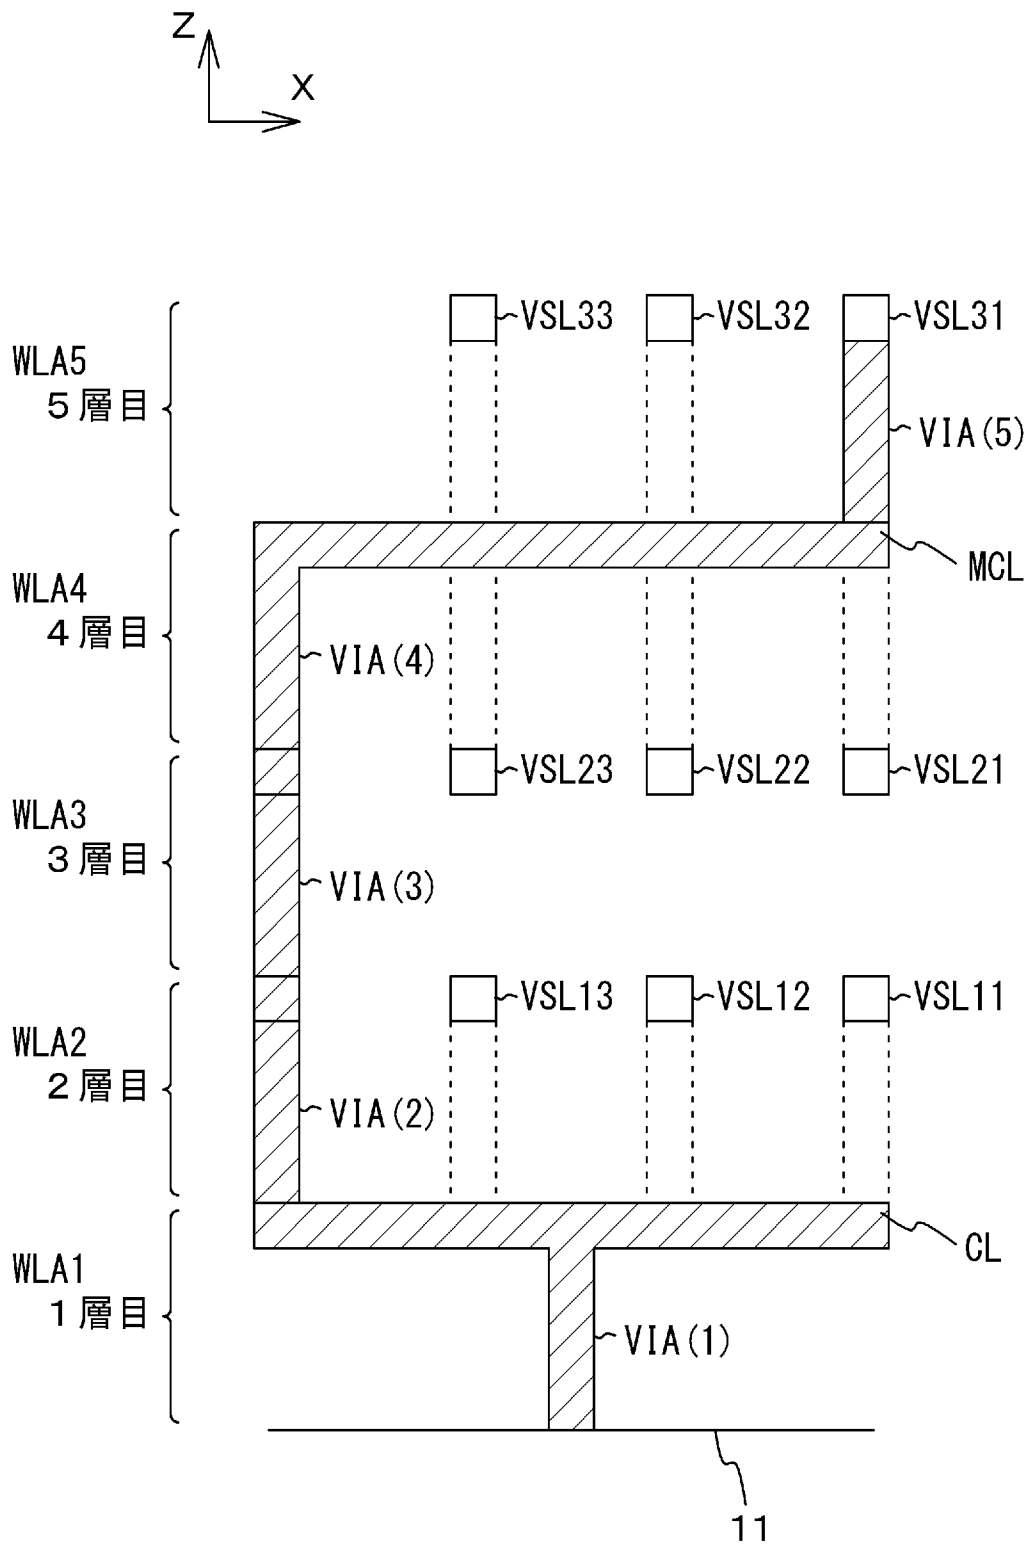 Z
X
VSL33
VSL32
VSL31
WLA5
5層目
VIA(5)
MCL
WLA4
4層目
VIA(4)
VSL23
VSL22
VSL21
WLA3
3層目
VIA(3)
VSL13
VSL12
VSL11
WLA2
2層目
VIA(2)
CL
WLA1
1層目
VIA(1)
11